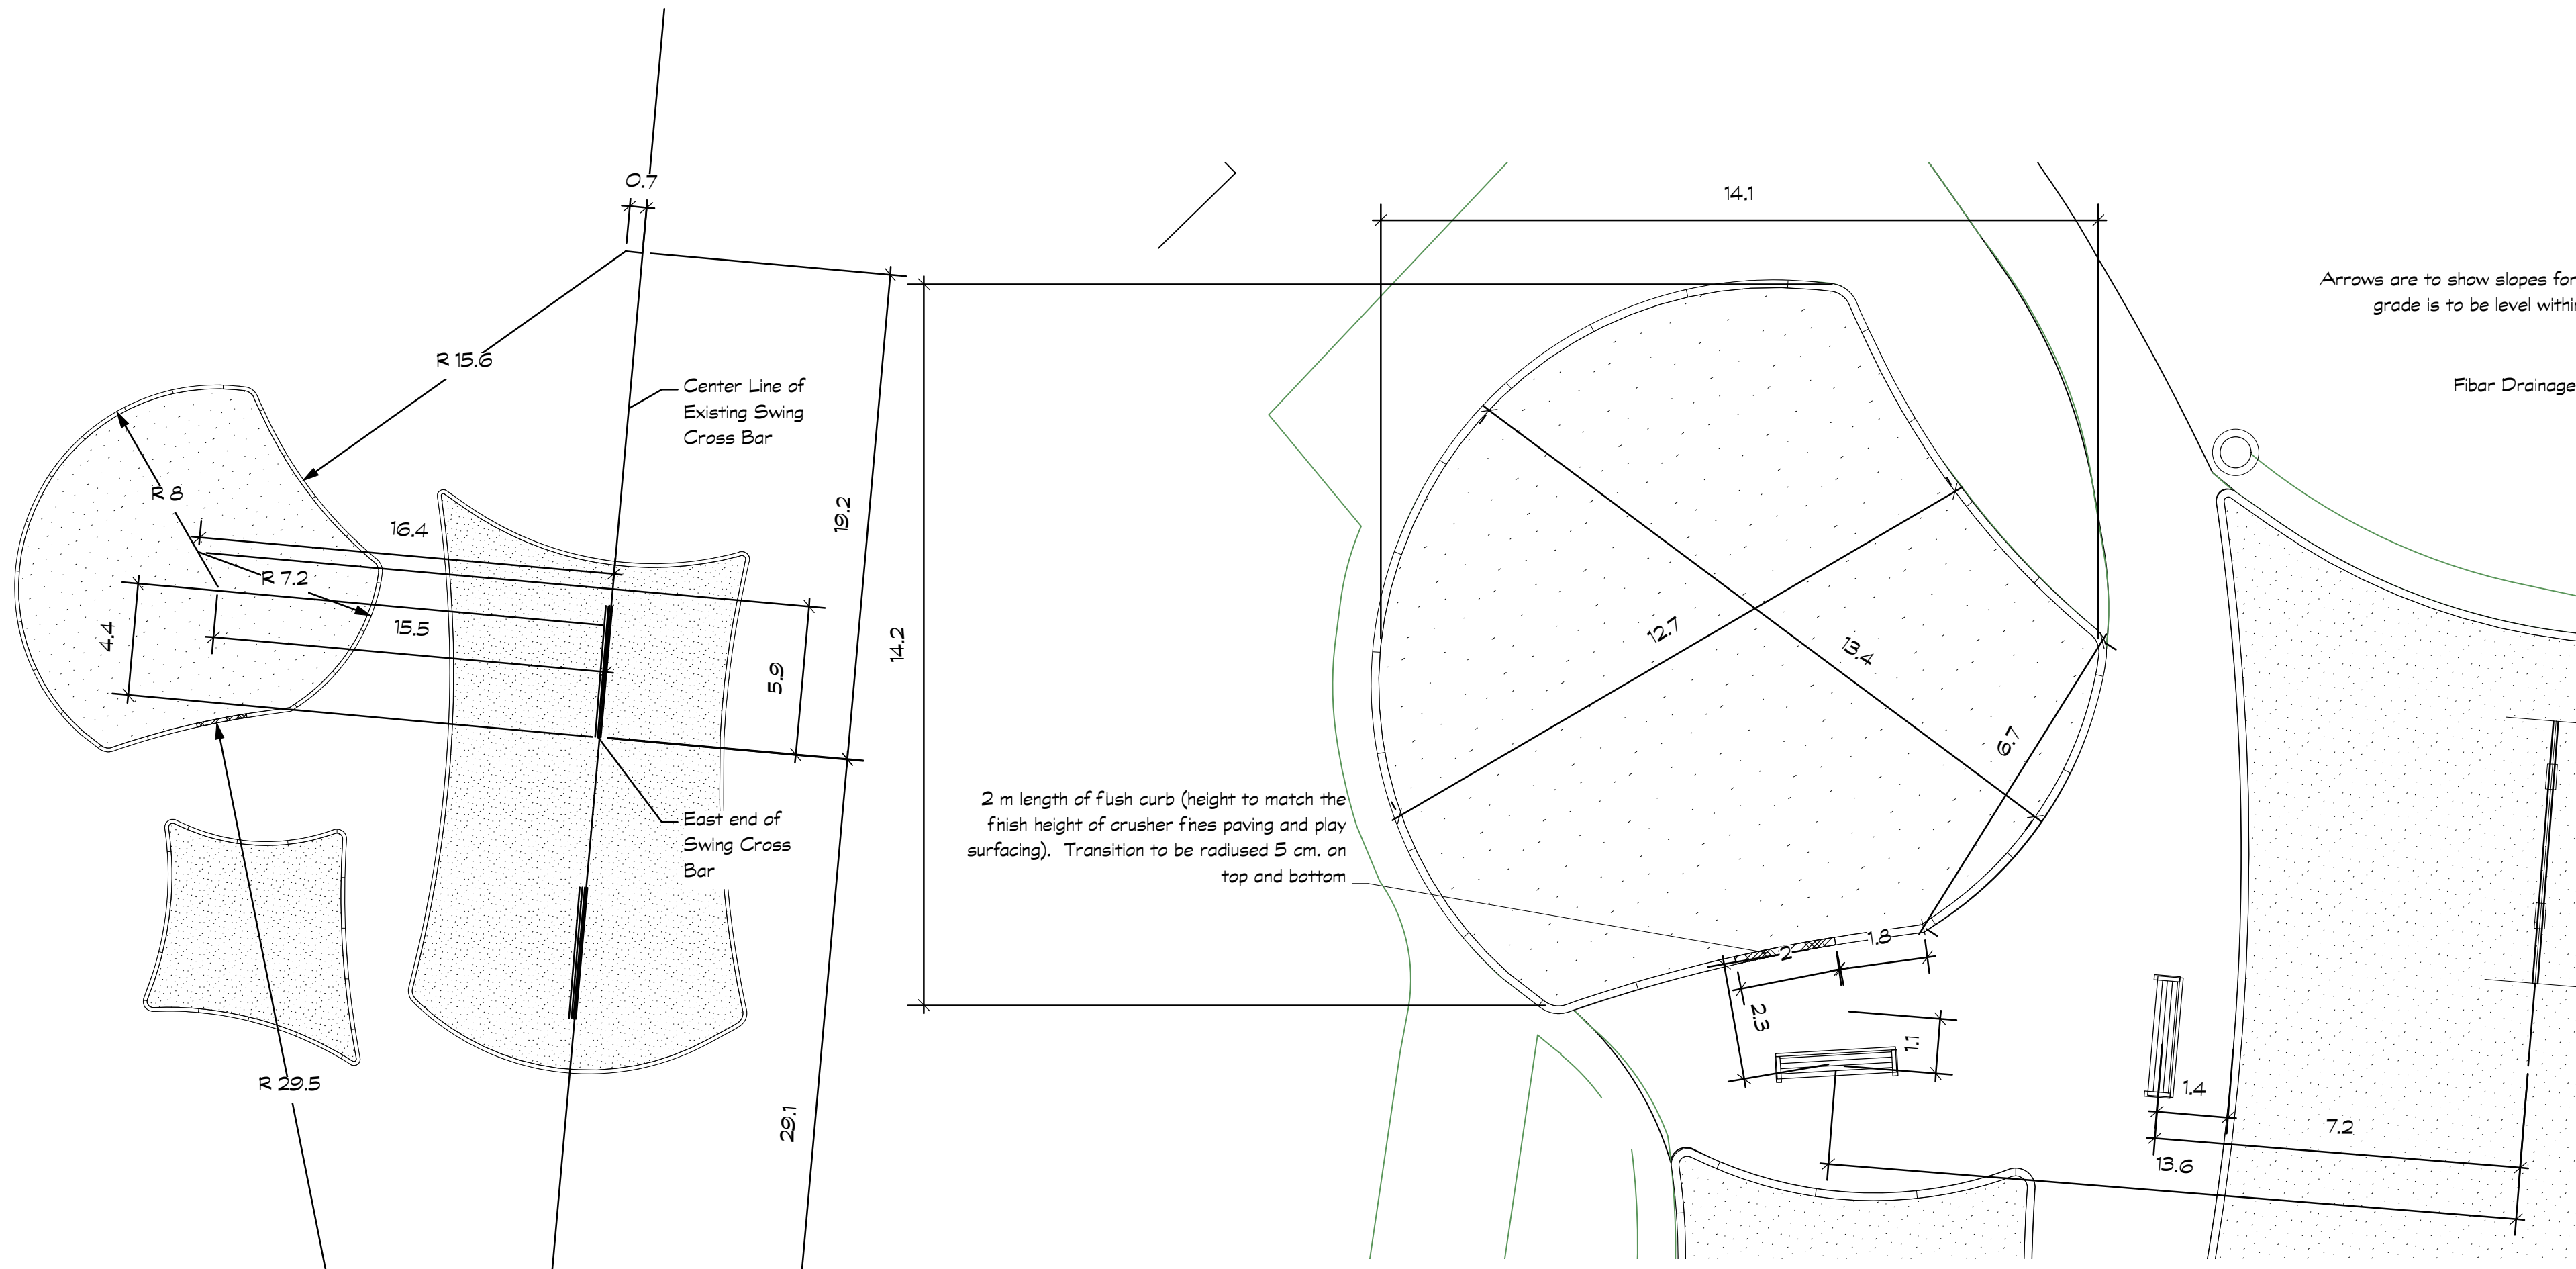 0.7
R 15.6
Center Line of
Existing Swing
Cross Bar
R 8
16.4
19.2
R 7.2
15.5
4.4
5.9
East end of
Swing Cross
Bar
R 29.5
29.1
14.1
14.2
12.7
13.4
6.7
2 m length of flush curb (height to match the
finish height of crusher fines paving and play
surfacing).  Transition to be radiused 5 cm. on
top and bottom
2
1.8
2.3
1.1
1.4
7.2
13.6
Arrows are to show slopes for
grade is to be level within
Fibar Drainage